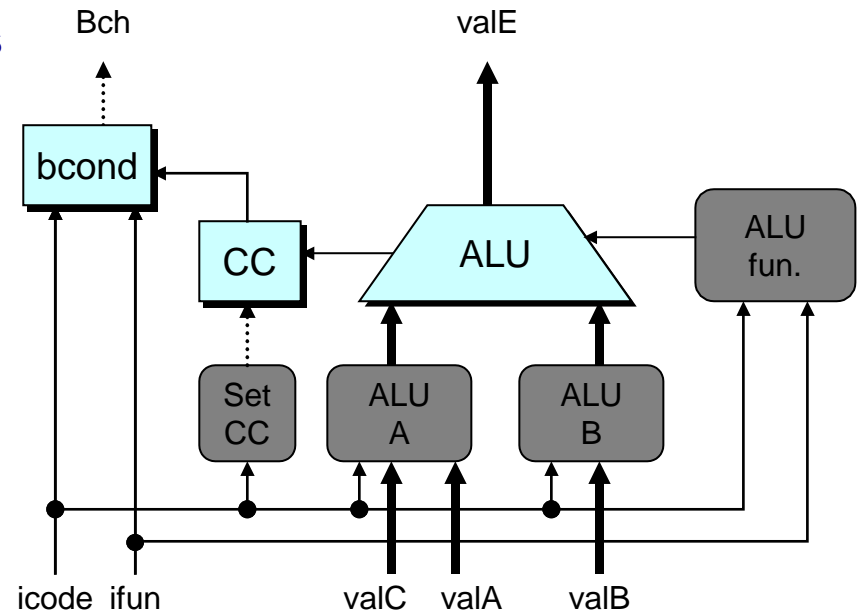 Bch
valE
bcond
CC
ALU
ALU
fun.
Set
CC
ALU
A
ALU
B
icode
ifun
valC
valA
valB